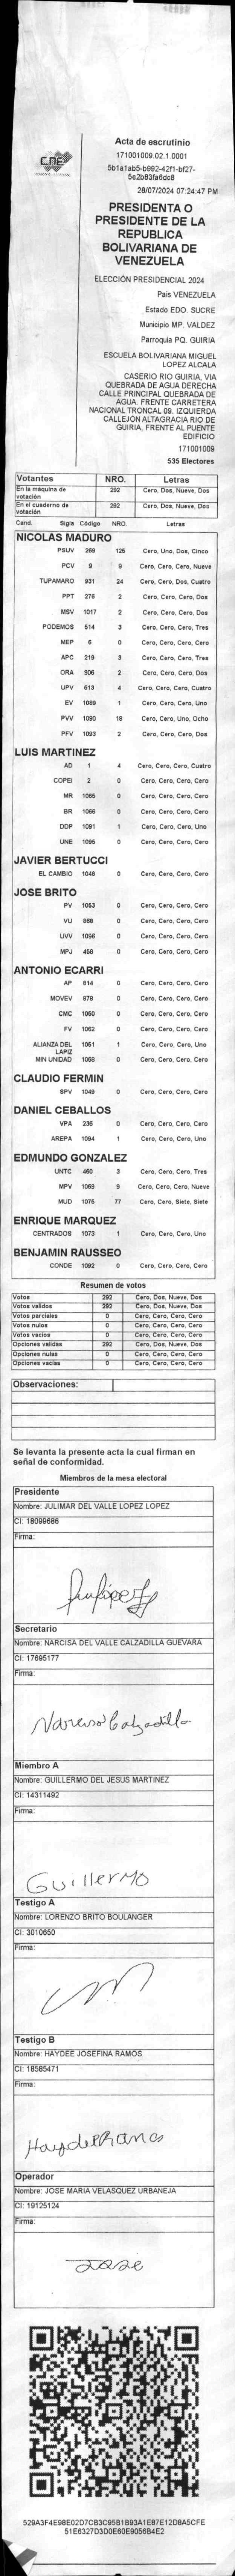 CNE
Acta de escrutinio
171001009.02.1.0001
5b1a1ab5-b992-42f1-bf27-
5e2b83fa6dc8
28/07/2024 07:24:47 PM
PRESIDENTA O
PRESIDENTE DE LA
REPUBLICA
BOLIVARIANA DE
VENEZUELA
ELECCIÓN PRESIDENCIAL 2024
País VENEZUELA
Estado EDO. SUCRE
Municipio MP. VALDEZ
Parroquia PQ. GUIRIA
ESCUELA BOLIVARIANA MIGUEL
LOPEZ ALCALA
CASERIO RIO GUIRIA, VIA
QUEBRADA DE AGUA DERECHA
CALLE PRINCIPAL QUEBRADA DE
AGUA. FRENTE CARRETERA
NACIONAL TRONCAL 09. IZQUIERDA
CALLEJON ALTAGRACIA RIO DE
GUIRIA, FRENTE AL PUENTE
EDIFICIO
171001009
535 Electores
Votantes NRO. Letras
En la máquina de votación 292 Cero, Dos, Nueve, Dos
En el cuaderno de votación 292 Cero, Dos, Nueve, Dos
Cand. Sigla Código NRO. Letras
NICOLAS MADURO
PSUV 269 125 Cero, Uno, Dos, Cinco
PCV 9 9 Cero, Cero, Cero, Nueve
TUPAMARO 931 24 Cero, Cero, Dos, Cuatro
PPT 276 2 Cero, Cero, Cero, Dos
MSV 1017 2 Cero, Cero, Cero, Dos
PODEMOS 514 3 Cero, Cero, Cero, Tres
MEP 6 0 Cero, Cero, Cero, Cero
APC 219 3 Cero, Cero, Cero, Tres
ORA 906 2 Cero, Cero, Cero, Dos
UPV 613 4 Cero, Cero, Cero, Cuatro
EV 1089 1 Cero, Cero, Cero, Uno
PVV 1090 18 Cero, Cero, Uno, Ocho
PFV 1093 2 Cero, Cero, Cero, Dos
LUIS MARTINEZ
AD 1 4 Cero, Cero, Cero, Cuatro
COPEI 2 0 Cero, Cero, Cero, Cero
MR 1065 0 Cero, Cero, Cero, Cero
BR 1066 0 Cero, Cero, Cero, Cero
DDP 1091 1 Cero, Cero, Cero, Uno
UNE 1095 0 Cero, Cero, Cero, Cero
JAVIER BERTUCCI
EL CAMBIO 1048 0 Cero, Cero, Cero, Cero
JOSE BRITO
PV 1053 0 Cero, Cero, Cero, Cero
VU 868 0 Cero, Cero, Cero, Cero
UVV 1096 0 Cero, Cero, Cero, Cero
MPJ 458 0 Cero, Cero, Cero, Cero
ANTONIO ECARRI
AP 814 0 Cero, Cero, Cero, Cero
MOVEV 878 0 Cero, Cero, Cero, Cero
CMC 1050 0 Cero, Cero, Cero, Cero
FV 1062 0 Cero, Cero, Cero, Cero
ALIANZA DEL LAPIZ 1051 1 Cero, Cero, Cero, Uno
MIN UNIDAD 1068 0 Cero, Cero, Cero, Cero
CLAUDIO FERMIN
SPV 1049 0 Cero, Cero, Cero, Cero
DANIEL CEBALLOS
VPA 236 0 Cero, Cero, Cero, Cero
AREPA 1094 1 Cero, Cero, Cero, Uno
EDMUNDO GONZALEZ
UNTC 460 3 Cero, Cero, Cero, Tres
MPV 1069 9 Cero, Cero, Cero, Nueve
MUD 1075 77 Cero, Cero, Siete, Siete
ENRIQUE MARQUEZ
CENTRADOS 1073 1 Cero, Cero, Cero, Uno
BENJAMIN RAUSSEO
CONDE 1092 0 Cero, Cero, Cero, Cero
Resumen de votos
Votos 292 Cero, Dos, Nueve, Dos
Votos validos 292 Cero, Dos, Nueve, Dos
Votos parciales 0 Cero, Cero, Cero, Cero
Votos nulos 0 Cero, Cero, Cero, Cero
Votos vacios 0 Cero, Cero, Cero, Cero
Opciones validas 292 Cero, Dos, Nueve, Dos
Opciones nulas 0 Cero, Cero, Cero, Cero
Opciones vacias 0 Cero, Cero, Cero, Cero
Observaciones:
Se levanta la presente acta la cual firman en
señal de conformidad.
Miembros de la mesa electoral
Presidente
Nombre: JULIMAR DEL VALLE LOPEZ LOPEZ
CI: 18099686
Firma:
Secretario
Nombre: NARCISA DEL VALLE CALZADILLA GUEVARA
CI: 17695177
Firma:
Narciso Calzadilla
Miembro A
Nombre: GUILLERMO DEL JESUS MARTINEZ
CI: 14311492
Firma:
Guillermo
Testigo A
Nombre: LORENZO BRITO BOULANGER
CI: 3010650
Firma:
Testigo B
Nombre: HAYDEE JOSEFINA RAMOS
CI: 18585471
Firma:
Haydee Ramos
Operador
Nombre: JOSE MARIA VELASQUEZ URBANEJA
CI: 19125124
Firma:
Jose
529A3F4E98E02D7CB3C95B1B93A1E87E12D8A5CFE
51E6327D3D0E60E9056B4E2